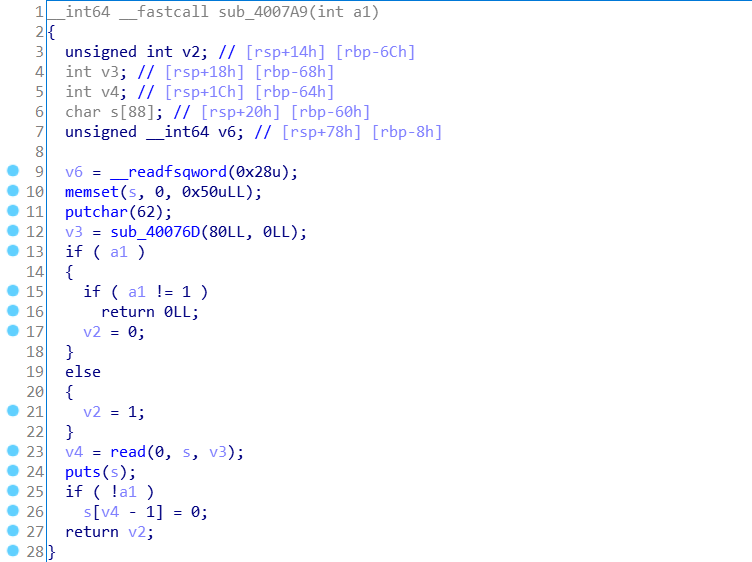 1 __int64 __fastcall sub_4007A9(int a1)
2 {
3 unsigned int v2; // [rsp+14h] [rbp-6Ch]
4 int v3; // [rsp+18h] [rbp-68h]
5 int v4; // [rsp+1Ch] [rbp-64h]
6 char s[88]; // [rsp+20h] [rbp-60h]
7 unsigned __int64 v6; // [rsp+78h] [rbp-8h]
8
9 v6 = __readfsqword(0x28u);
10 memset(s, 0, 0x50uLL);
11 putchar(62);
12 v3 = sub_40076D(80LL, 0LL);
13 if ( a1 )
14 {
15 if ( a1 != 1 )
16 return 0LL;
17 v2 = 0;
18 }
19 else
20 {
21 v2 = 1;
22 }
23 v4 = read(0, s, v3);
24 puts(s);
25 if ( !a1 )
26 s[v4 - 1] = 0;
27 return v2;
28 }